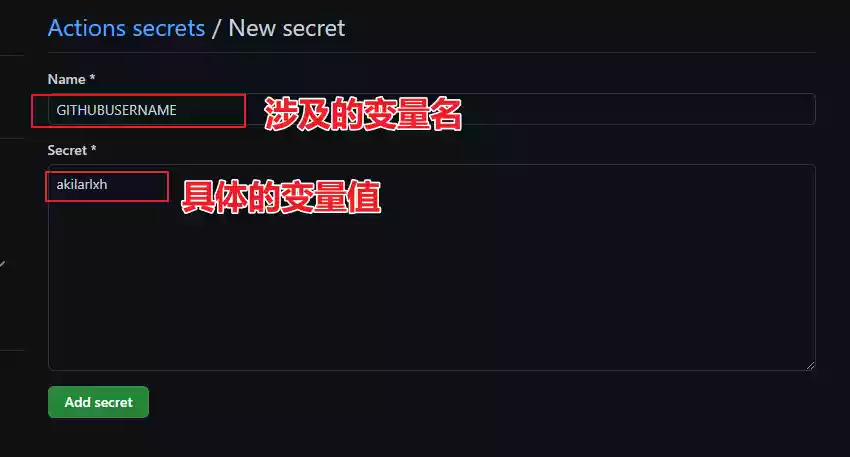 Actions secrets / New secret
Name *
GITHUBUSERNAME
涉及的变量名
Secret *
akilarlxh
具体的变量值
Add secret